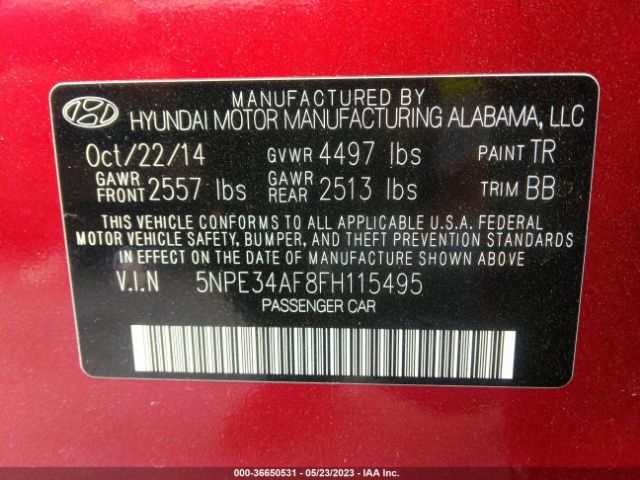 MANUFACTURED BY
HYUNDAI MOTOR MANUFACTURING ALABAMA, LLC
Oct/22/14 GVWR 4497 lbs PAINT TR
GAWR FRONT 2557 lbs GAWR REAR 2513 lbs TRIM BB
THIS VEHICLE CONFORMS TO ALL APPLICABLE U.S.A. FEDERAL
MOTOR VEHICLE SAFETY, BUMPER, AND THEFT PREVENTION
STANDARDS IN EFFECT ON THE DATE OF MANUFACTURE SHOWN ABOVE.
V.I.N 5NPE34AF8FH115495
PASSENGER CAR
000-36650531 - 05/23/2023 - IAA Inc.